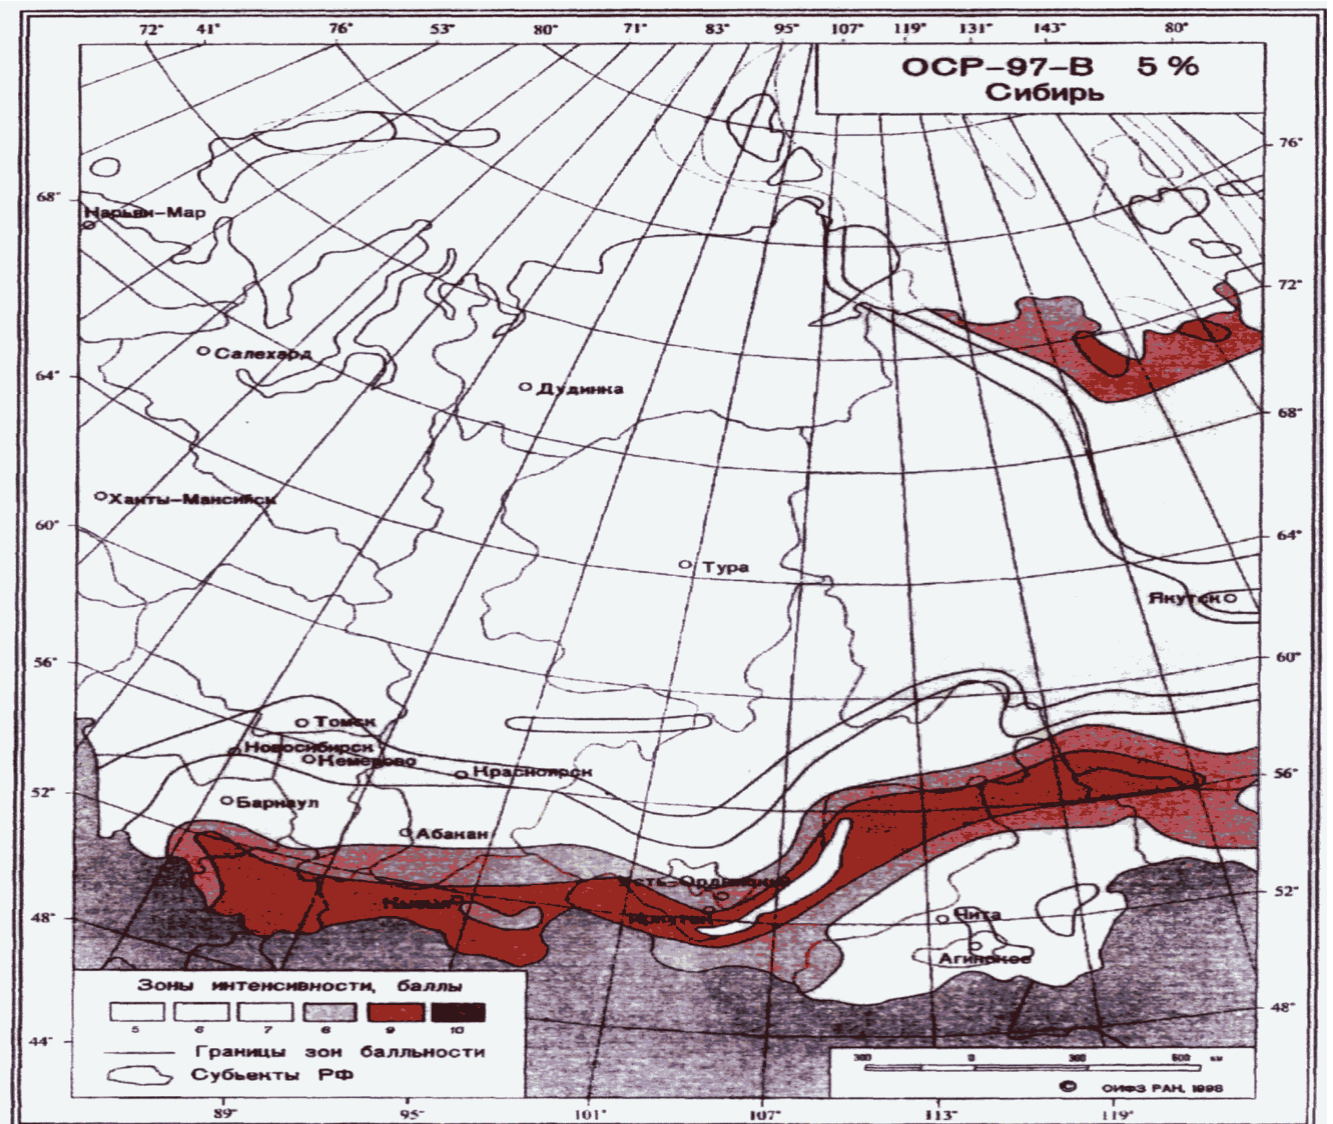 72° 41° 76° 53° 80° 71° 83° 95° 107° 119° 131° 143° 80°
ОСР-97-В 5%
Сибирь
76°
68°
Нарьян-Мар
72°
Салехард
64°
Дудинка
68°
Ханты-Мансийск
60°
64°
Тура
Якутск
56°
60°
Томск
Новосибирск
Кемерово
Красноярск
56°
52°
Барнаул
Абакан
52°
48°
Чита
Агинское
Зоны интенсивности, баллы
5 6 7 8 9 10
48°
44°
Границы зон балльности
Субъекты РФ
300 0 300 600 км
© ОИФЗ РАН, 1998
89° 95° 101° 107° 113° 119°